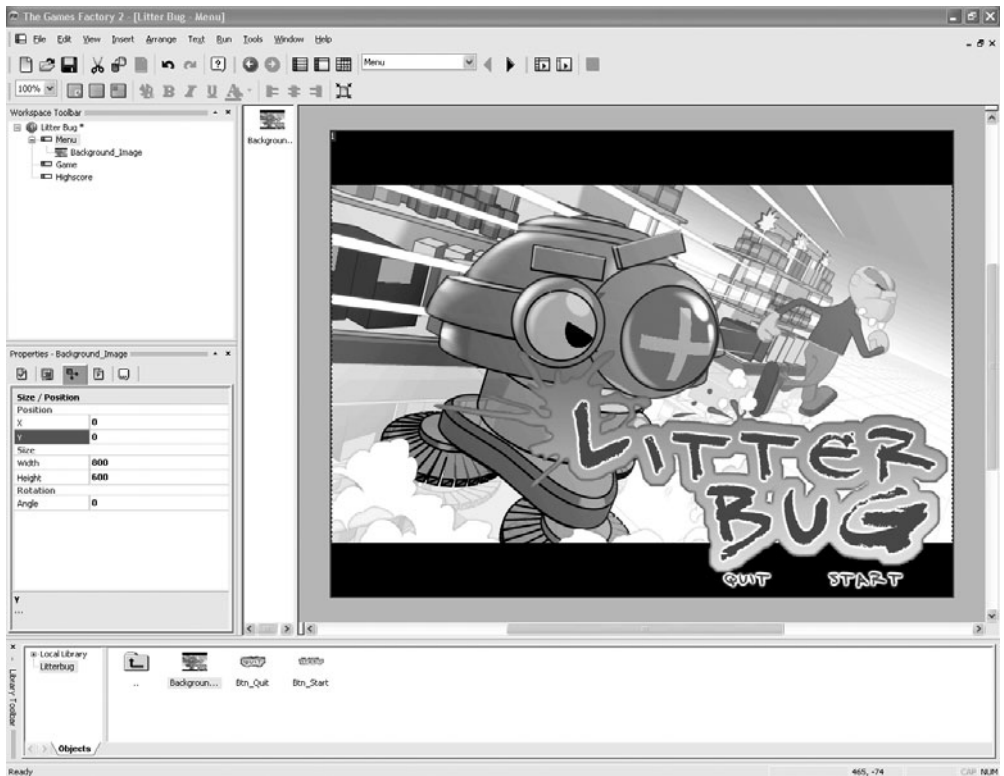 The Games Factory 2 - [Litter Bug - Menu]
File Edit View Insert Arrange Text Run Tools Window Help
Menu
100%
B I U A
Workspace Toolbar
Litter Bug *
Menu
Background_Image
Game
Highscore
Backgroun...
1
LITTER
BUG
QUIT START
Properties - Background_Image
Size / Position
Position
X 0
Y 0
Size
Width 800
Height 600
Rotation
Angle 0
Y
...
Library Toolbar
Local Library
Litterbug
..
Backgroun...
Btn_Quit
Btn_Start
Objects
Ready
465, -74
CAP NUM